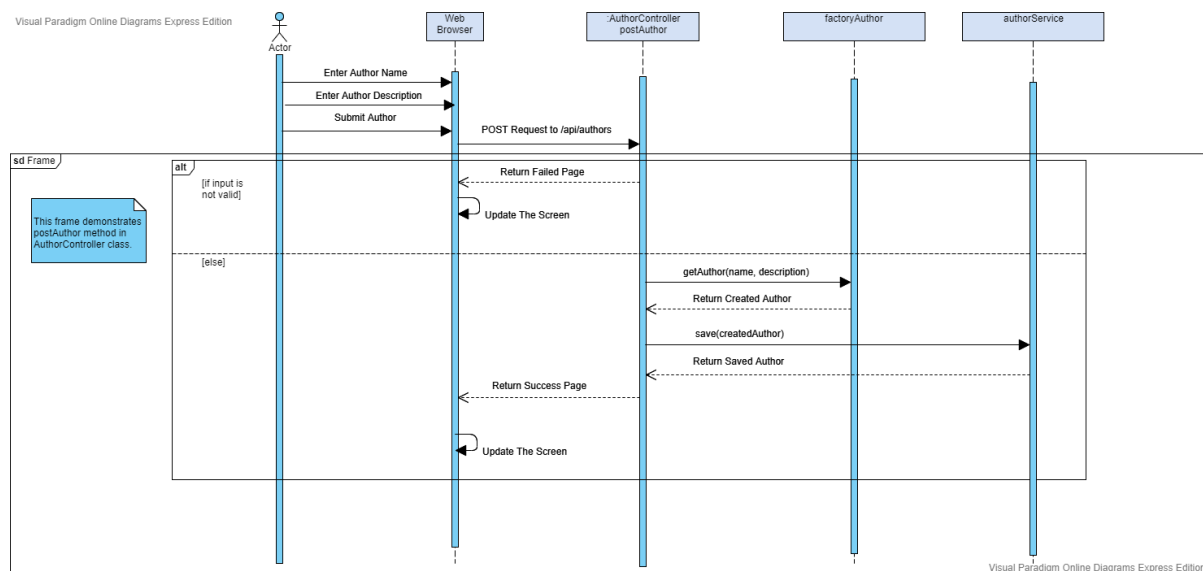 Visual Paradigm Online Diagrams Express Edition
Actor
Web
Browser
:AuthorController
postAuthor
factoryAuthor
authorService
Enter Author Name
Enter Author Description
Submit Author
POST Request to /api/authors
sd Frame
alt
[if input is
not valid]
Return Failed Page
Update The Screen
This frame demonstrates
postAuthor method in
AuthorController class.
[else]
getAuthor(name, description)
Return Created Author
save(createdAuthor)
Return Saved Author
Return Success Page
Update The Screen
Visual Paradigm Online Diagrams Express Edition